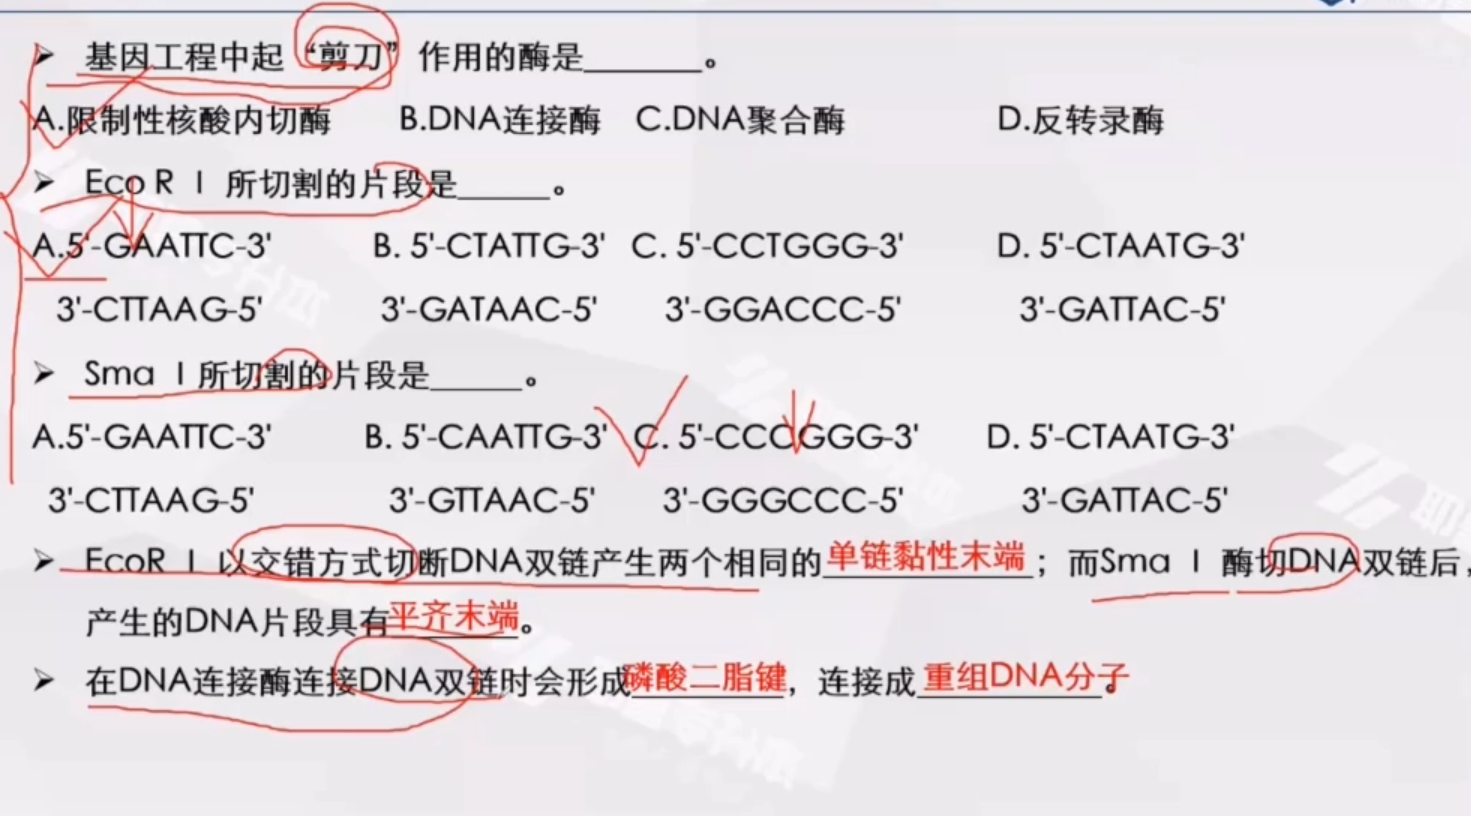 ➢ 基因工程中起“剪刀”作用的酶是______。
A.限制性核酸内切酶 B.DNA连接酶 C.DNA聚合酶 D.反转录酶
➢ Eco R Ⅰ 所切割的片段是_____。
A.5'-GAATTC-3' B. 5'-CTATTG-3' C. 5'-CCTGGG-3' D. 5'-CTAATG-3'
3'-CTTAAG-5' 3'-GATAAC-5' 3'-GGACCC-5' 3'-GATTAC-5'
➢ Sma Ⅰ所切割的片段是_____。
A.5'-GAATTC-3' B. 5'-CAATTG-3' C. 5'-CCCGGG-3' D. 5'-CTAATG-3'
3'-CTTAAG-5' 3'-GTTAAC-5' 3'-GGGCCC-5' 3'-GATTAC-5'
➢ EcoR Ⅰ 以交错方式切断DNA双链产生两个相同的单链黏性末端；而Sma Ⅰ 酶切DNA双链后，
产生的DNA片段具有平齐末端。
➢ 在DNA连接酶连接DNA双链时会形成磷酸二脂键，连接成重组DNA分子。